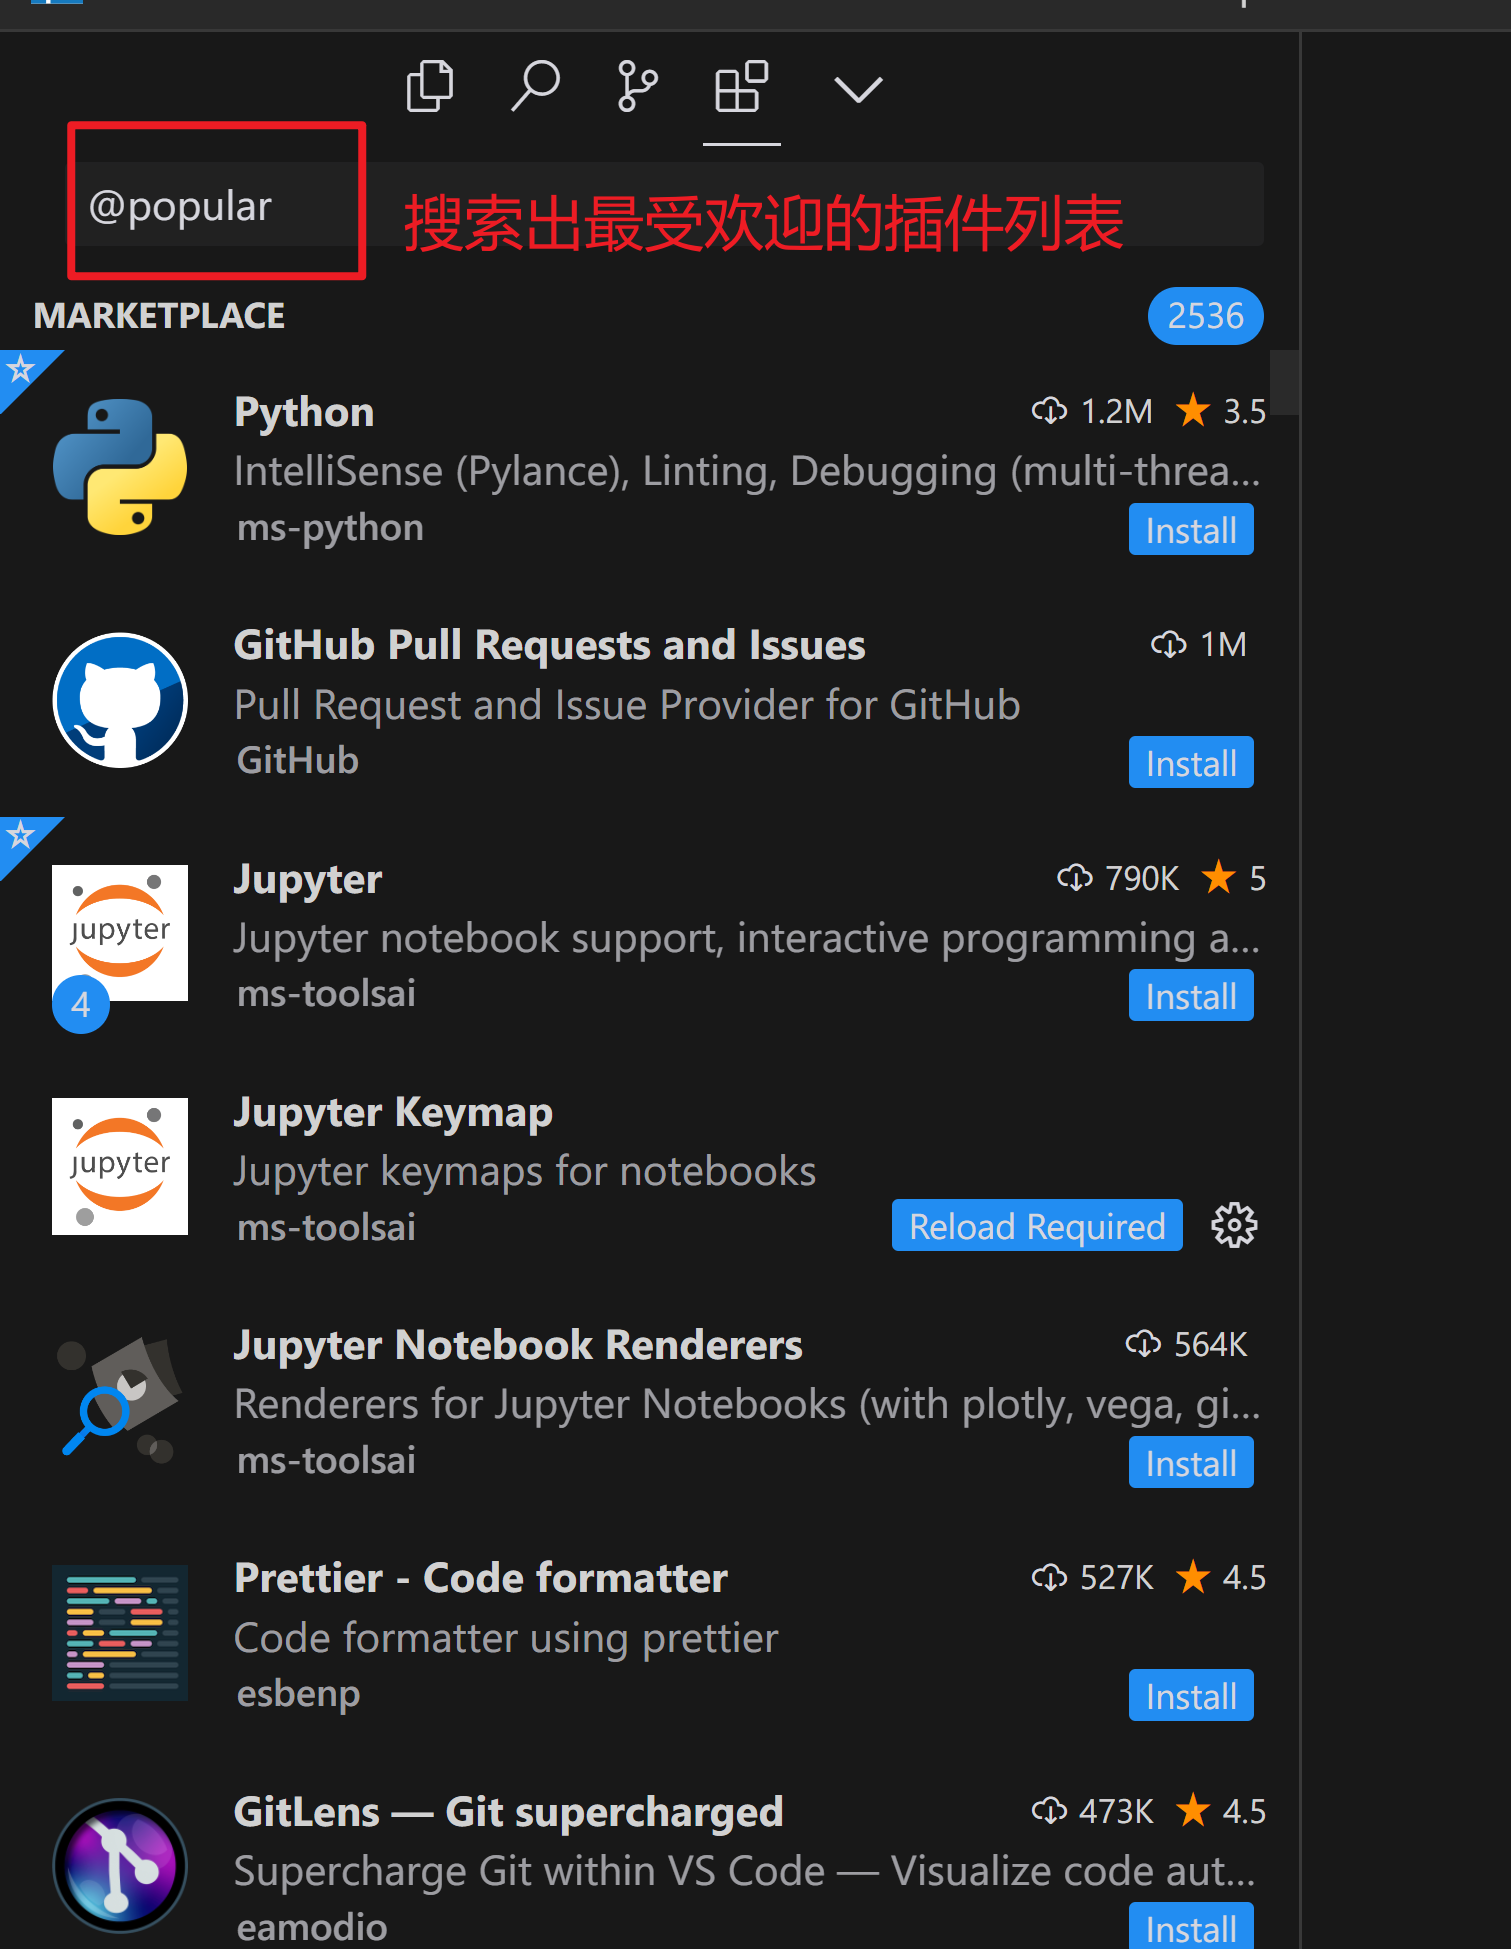 @popular
搜索出最受欢迎的插件列表
MARKETPLACE
2536
Python
1.2M
3.5
IntelliSense (Pylance), Linting, Debugging (multi-threa...
ms-python
Install
GitHub Pull Requests and Issues
1M
Pull Request and Issue Provider for GitHub
GitHub
Install
Jupyter
790K
5
Jupyter notebook support, interactive programming a...
ms-toolsai
Install
jupyter
4
Jupyter Keymap
Jupyter keymaps for notebooks
ms-toolsai
Reload Required
jupyter
Jupyter Notebook Renderers
564K
Renderers for Jupyter Notebooks (with plotly, vega, gi...
ms-toolsai
Install
Prettier - Code formatter
527K
4.5
Code formatter using prettier
esbenp
Install
GitLens — Git supercharged
473K
4.5
Supercharge Git within VS Code — Visualize code aut...
eamodio
Install